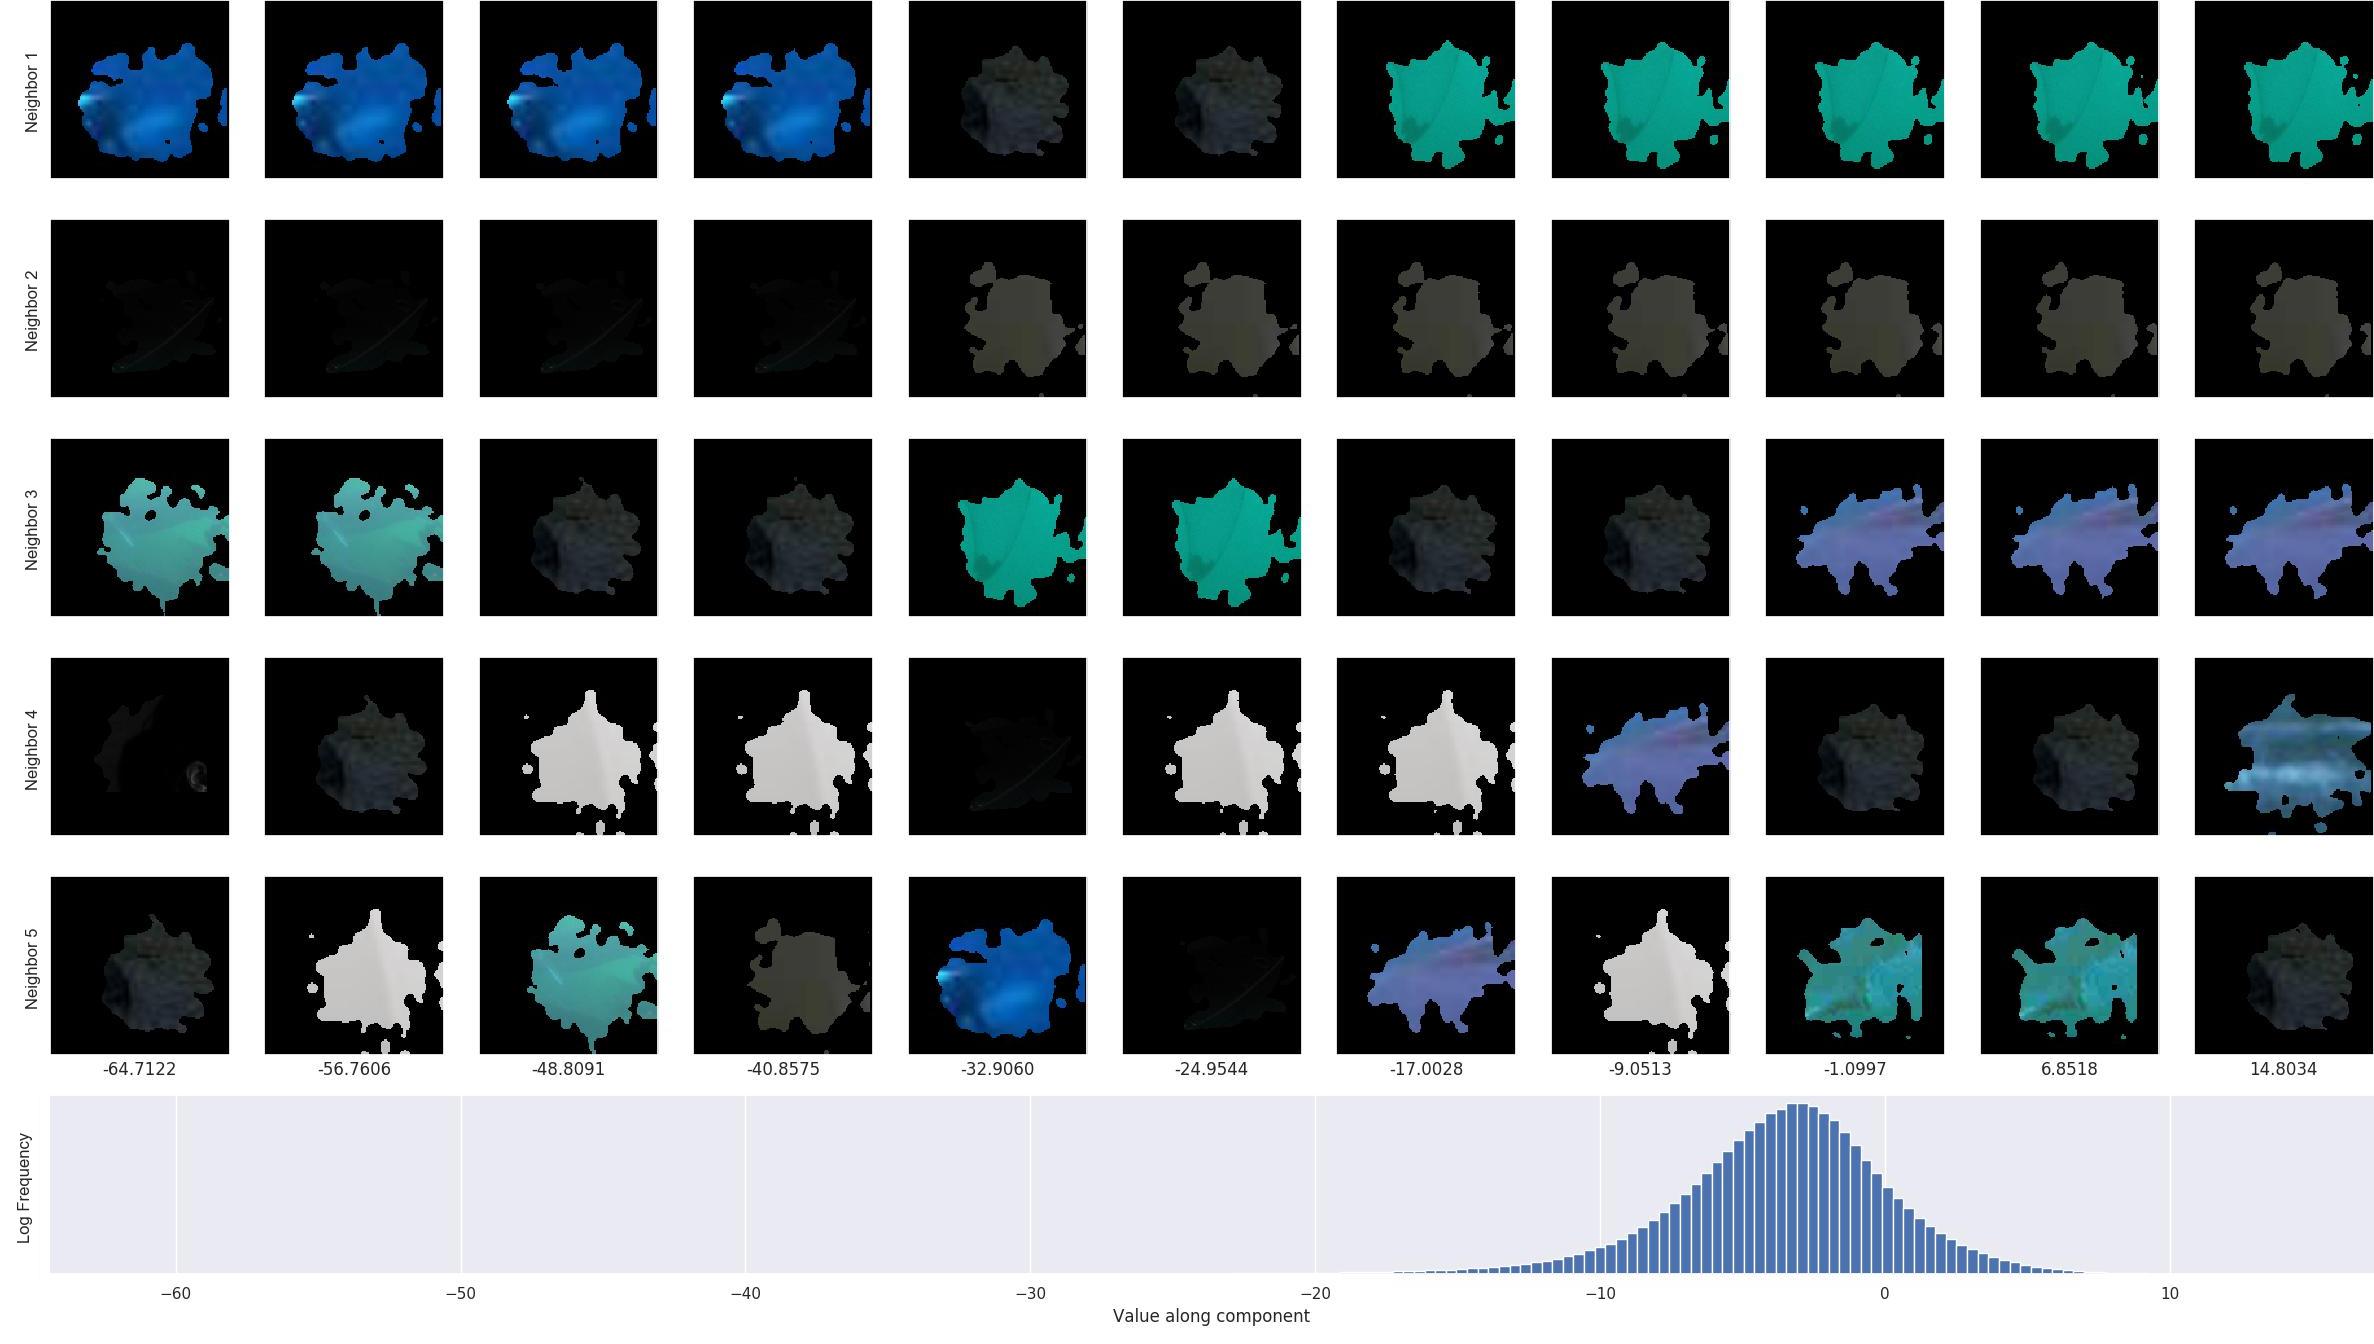 Neighbor 1
Neighbor 2
Neighbor 3
Neighbor 4
Neighbor 5
-64.7122 -56.7606 -48.8091 -40.8575 -32.9060 -24.9544 -17.0028 -9.0513 -1.0997 6.8518 14.8034
Log Frequency
−60 −50 −40 −30 −20 −10 0 10
Value along component